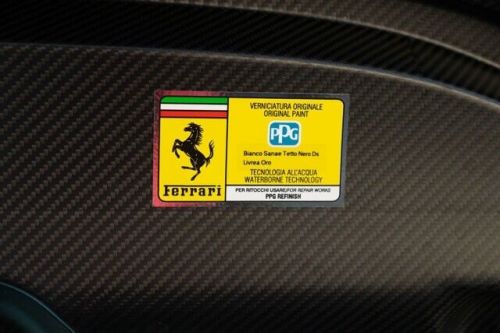 VERNICIATURA ORIGINALE
ORIGINAL PAINT
PPG
Bianco Sanae Tetto Nero Ds
Livrea Oro
TECNOLOGIA ALL'ACQUA
WATERBORNE TECHNOLOGY
Ferrari
PER RITOCCHI USARE/FOR REPAIR WORKS
PPG REFINISH